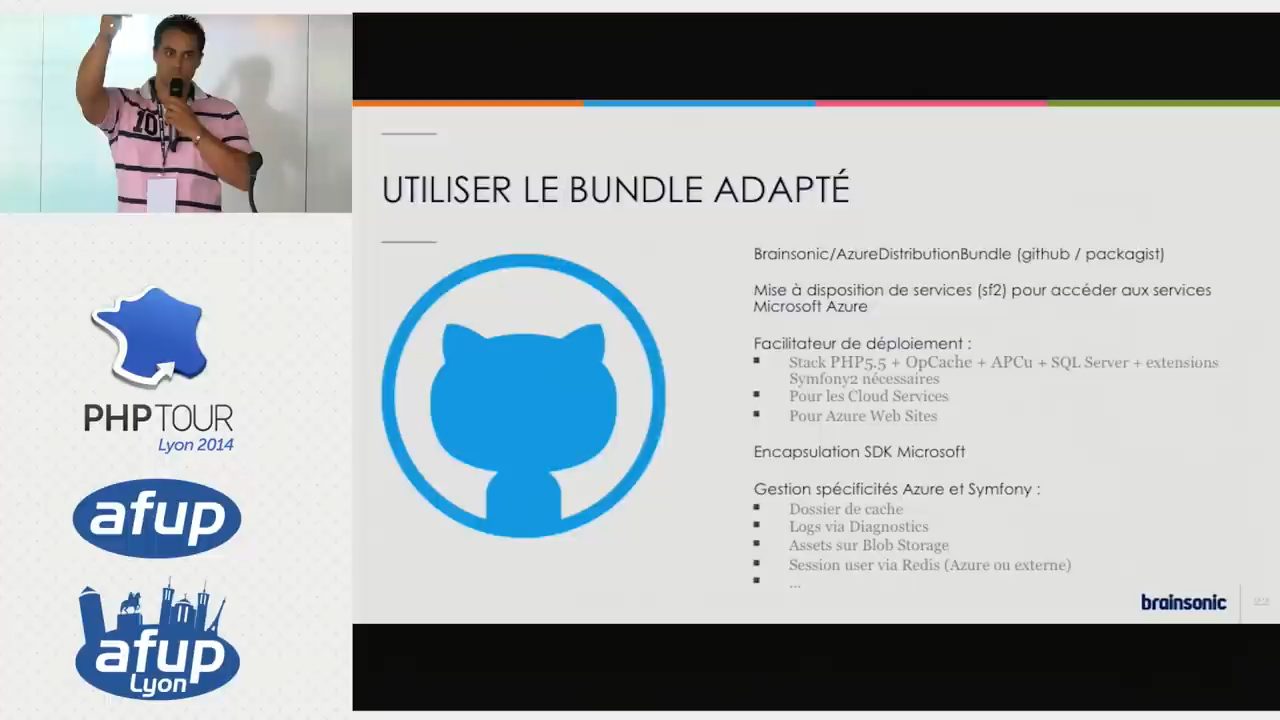 10
UTILISER LE BUNDLE ADAPTÉ
Brainsonic/AzureDistributionBundle (github / packagist)
Mise à disposition de services (sf2) pour accéder aux services
Microsoft Azure
Facilitateur de déploiement :
Stack PHP5.5 + OpCache + APCu + SQL Server + extensions
Symfony2 nécessaires
Pour les Cloud Services
Pour Azure Web Sites
Encapsulation SDK Microsoft
Gestion spécificités Azure et Symfony :
Dossier de cache
Logs via Diagnostics
Assets sur Blob Storage
Session user via Redis (Azure ou externe)
...
brainsonic
PHP TOUR
Lyon 2014
afup
afup
Lyon